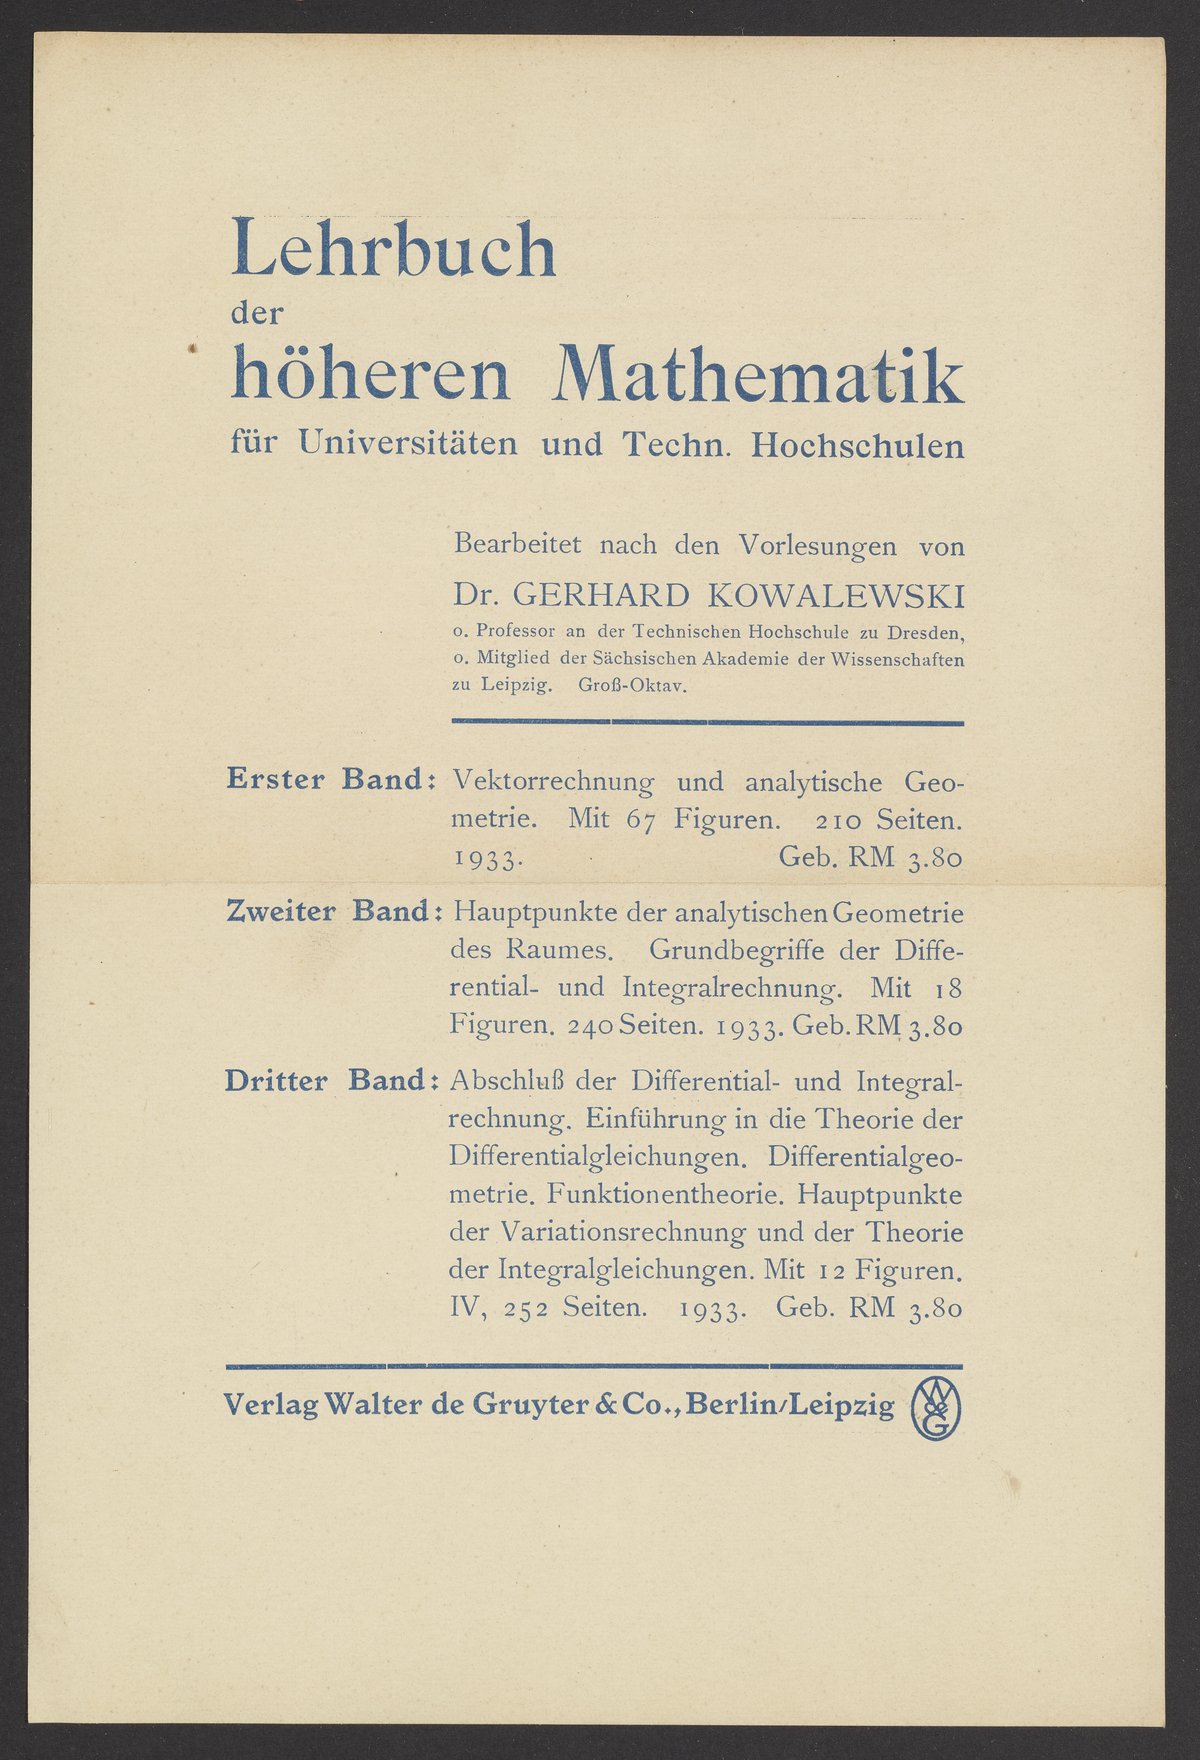 Lehrbuch
der
höheren Mathematik
für Universitäten und Techn. Hochschulen
Bearbeitet nach den Vorlesungen von
Dr. GERHARD KOWALEWSKI
o. Professor an der Technischen Hochschule zu Dresden,
o. Mitglied der Sächsischen Akademie der Wissenschaften
zu Leipzig. Groß-Oktav.
Erster Band: Vektorrechnung und analytische Geo-
metrie. Mit 67 Figuren. 210 Seiten.
1933. Geb. RM 3.80
Zweiter Band: Hauptpunkte der analytischen Geometrie
des Raumes. Grundbegriffe der Diffe-
rential- und Integralrechnung. Mit 18
Figuren. 240 Seiten. 1933. Geb. RM 3.80
Dritter Band: Abschluß der Differential- und Integral-
rechnung. Einführung in die Theorie der
Differentialgleichungen. Differentialgeo-
metrie. Funktionentheorie. Hauptpunkte
der Variationsrechnung und der Theorie
der Integralgleichungen. Mit 12 Figuren.
IV, 252 Seiten. 1933. Geb. RM 3.80
Verlag Walter de Gruyter & Co., Berlin/Leipzig W&G